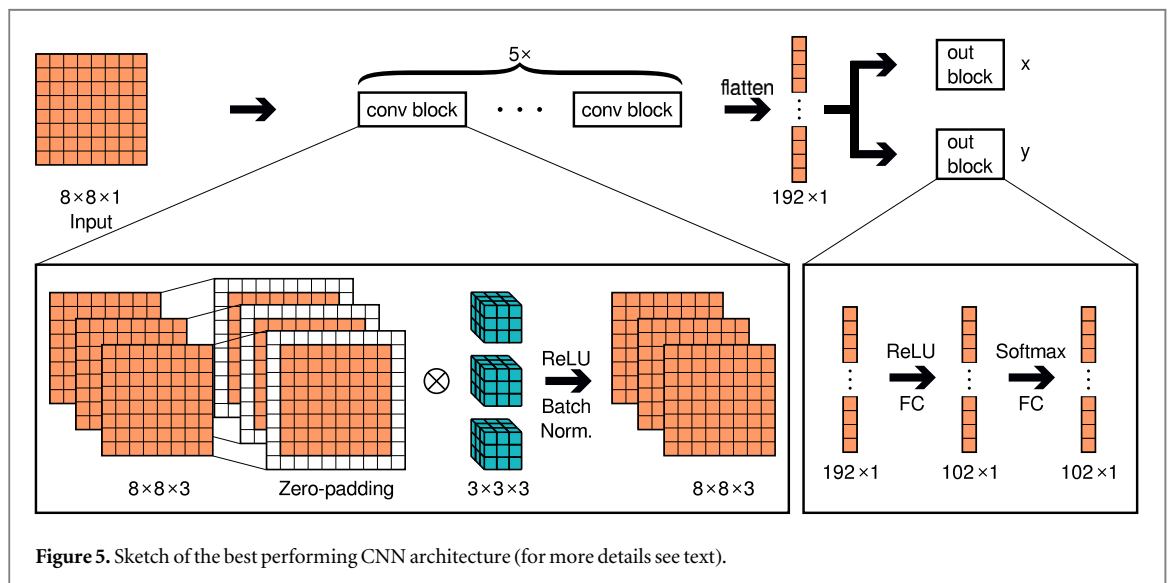 5×
conv block
· · ·
conv block
flatten
out
block
x
out
block
y
8×8×1
Input
192×1
ReLU
Batch
Norm.
8×8×3
Zero-padding
3×3×3
8×8×3
ReLU
FC
Softmax
FC
192×1
102×1
102×1
Figure 5. Sketch of the best performing CNN architecture (for more details see text).